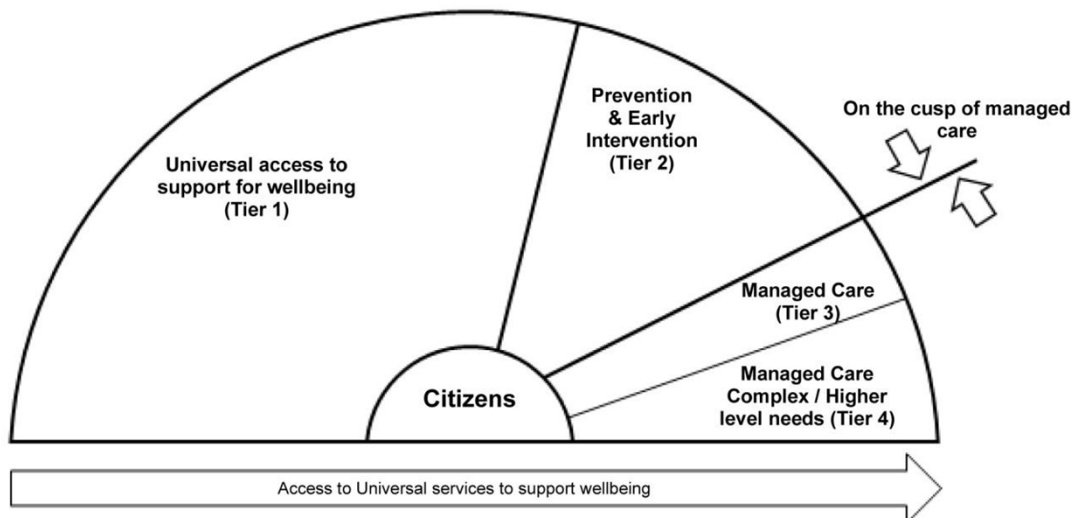 Universal access to
support for wellbeing
(Tier 1)
Prevention
& Early
Intervention
(Tier 2)
On the cusp of managed
care
Managed Care
(Tier 3)
Managed Care
Complex / Higher
level needs (Tier 4)
Citizens
Access to Universal services to support wellbeing